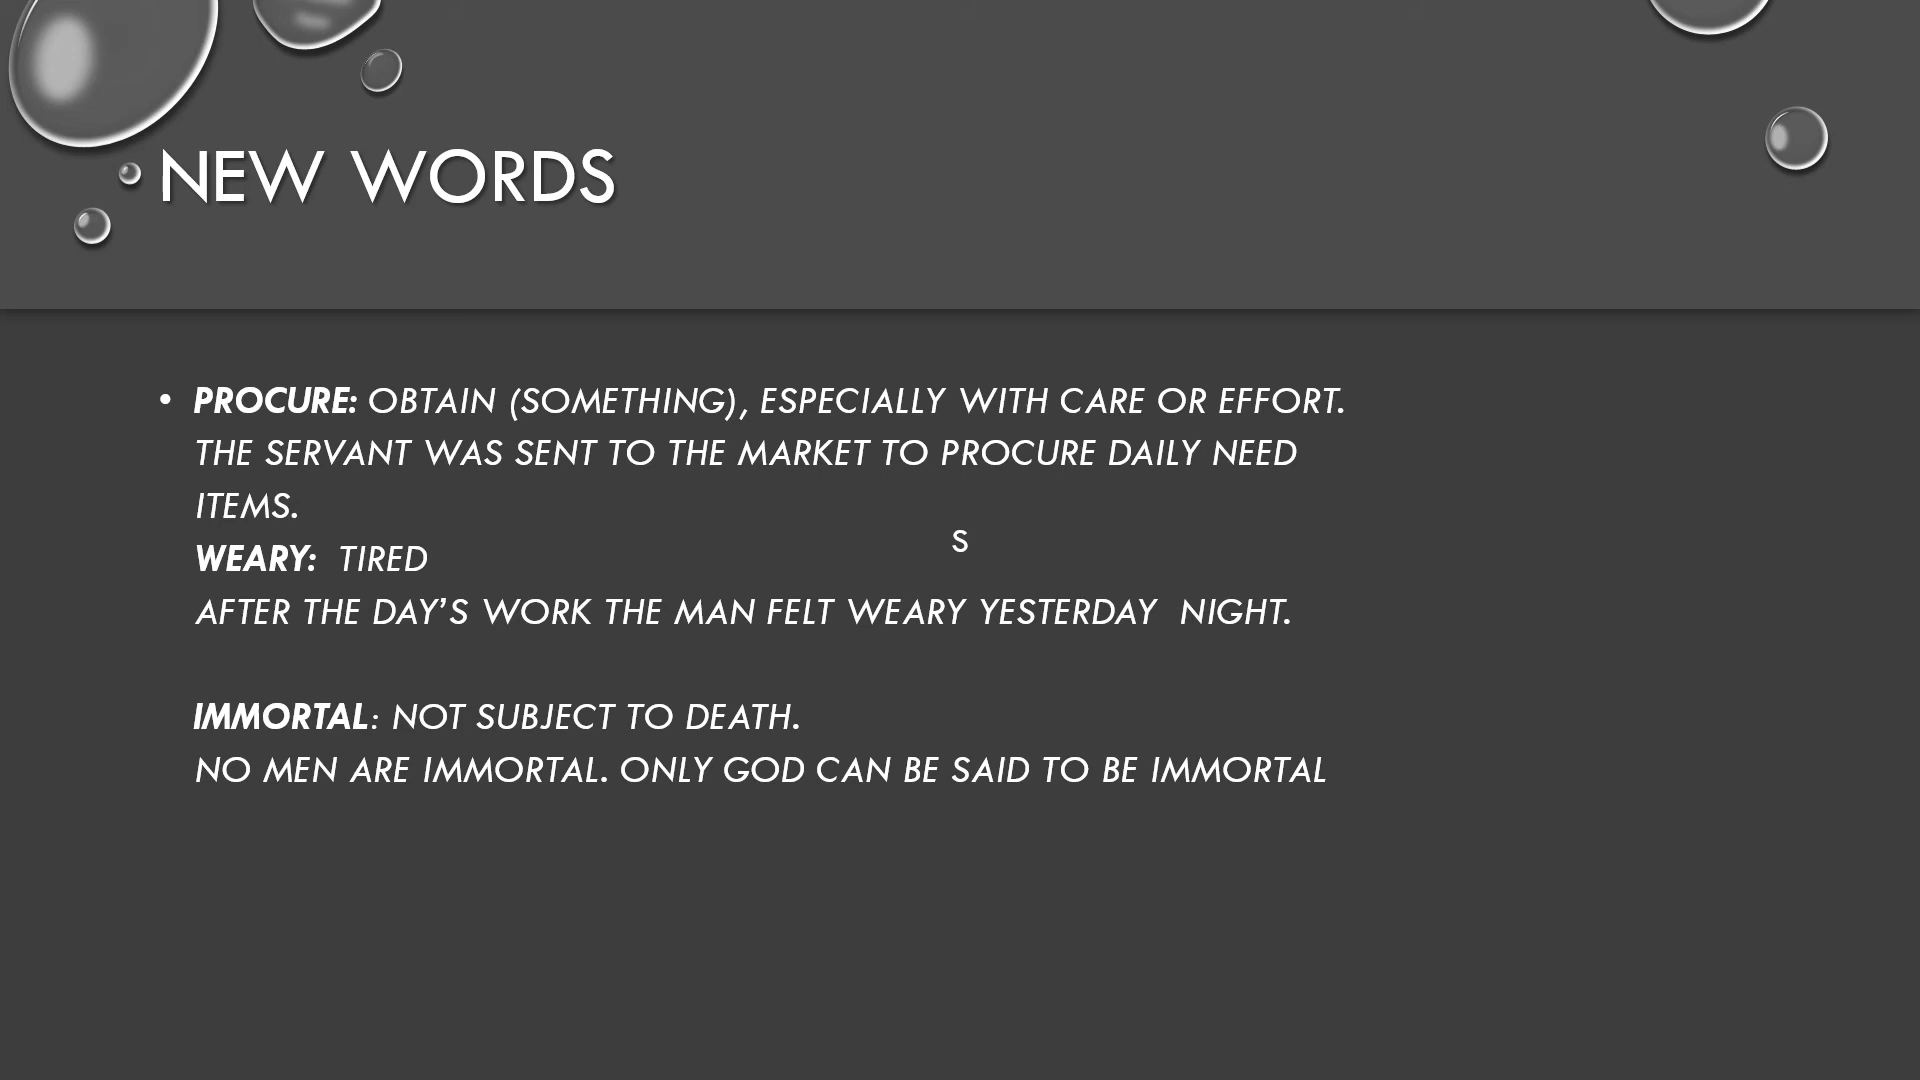 NEW WORDS
• PROCURE: OBTAIN (SOMETHING), ESPECIALLY WITH CARE OR EFFORT.
THE SERVANT WAS SENT TO THE MARKET TO PROCURE DAILY NEED
ITEMS.
S
WEARY:  TIRED
AFTER THE DAY’S WORK THE MAN FELT WEARY YESTERDAY  NIGHT.
IMMORTAL: NOT SUBJECT TO DEATH.
NO MEN ARE IMMORTAL. ONLY GOD CAN BE SAID TO BE IMMORTAL